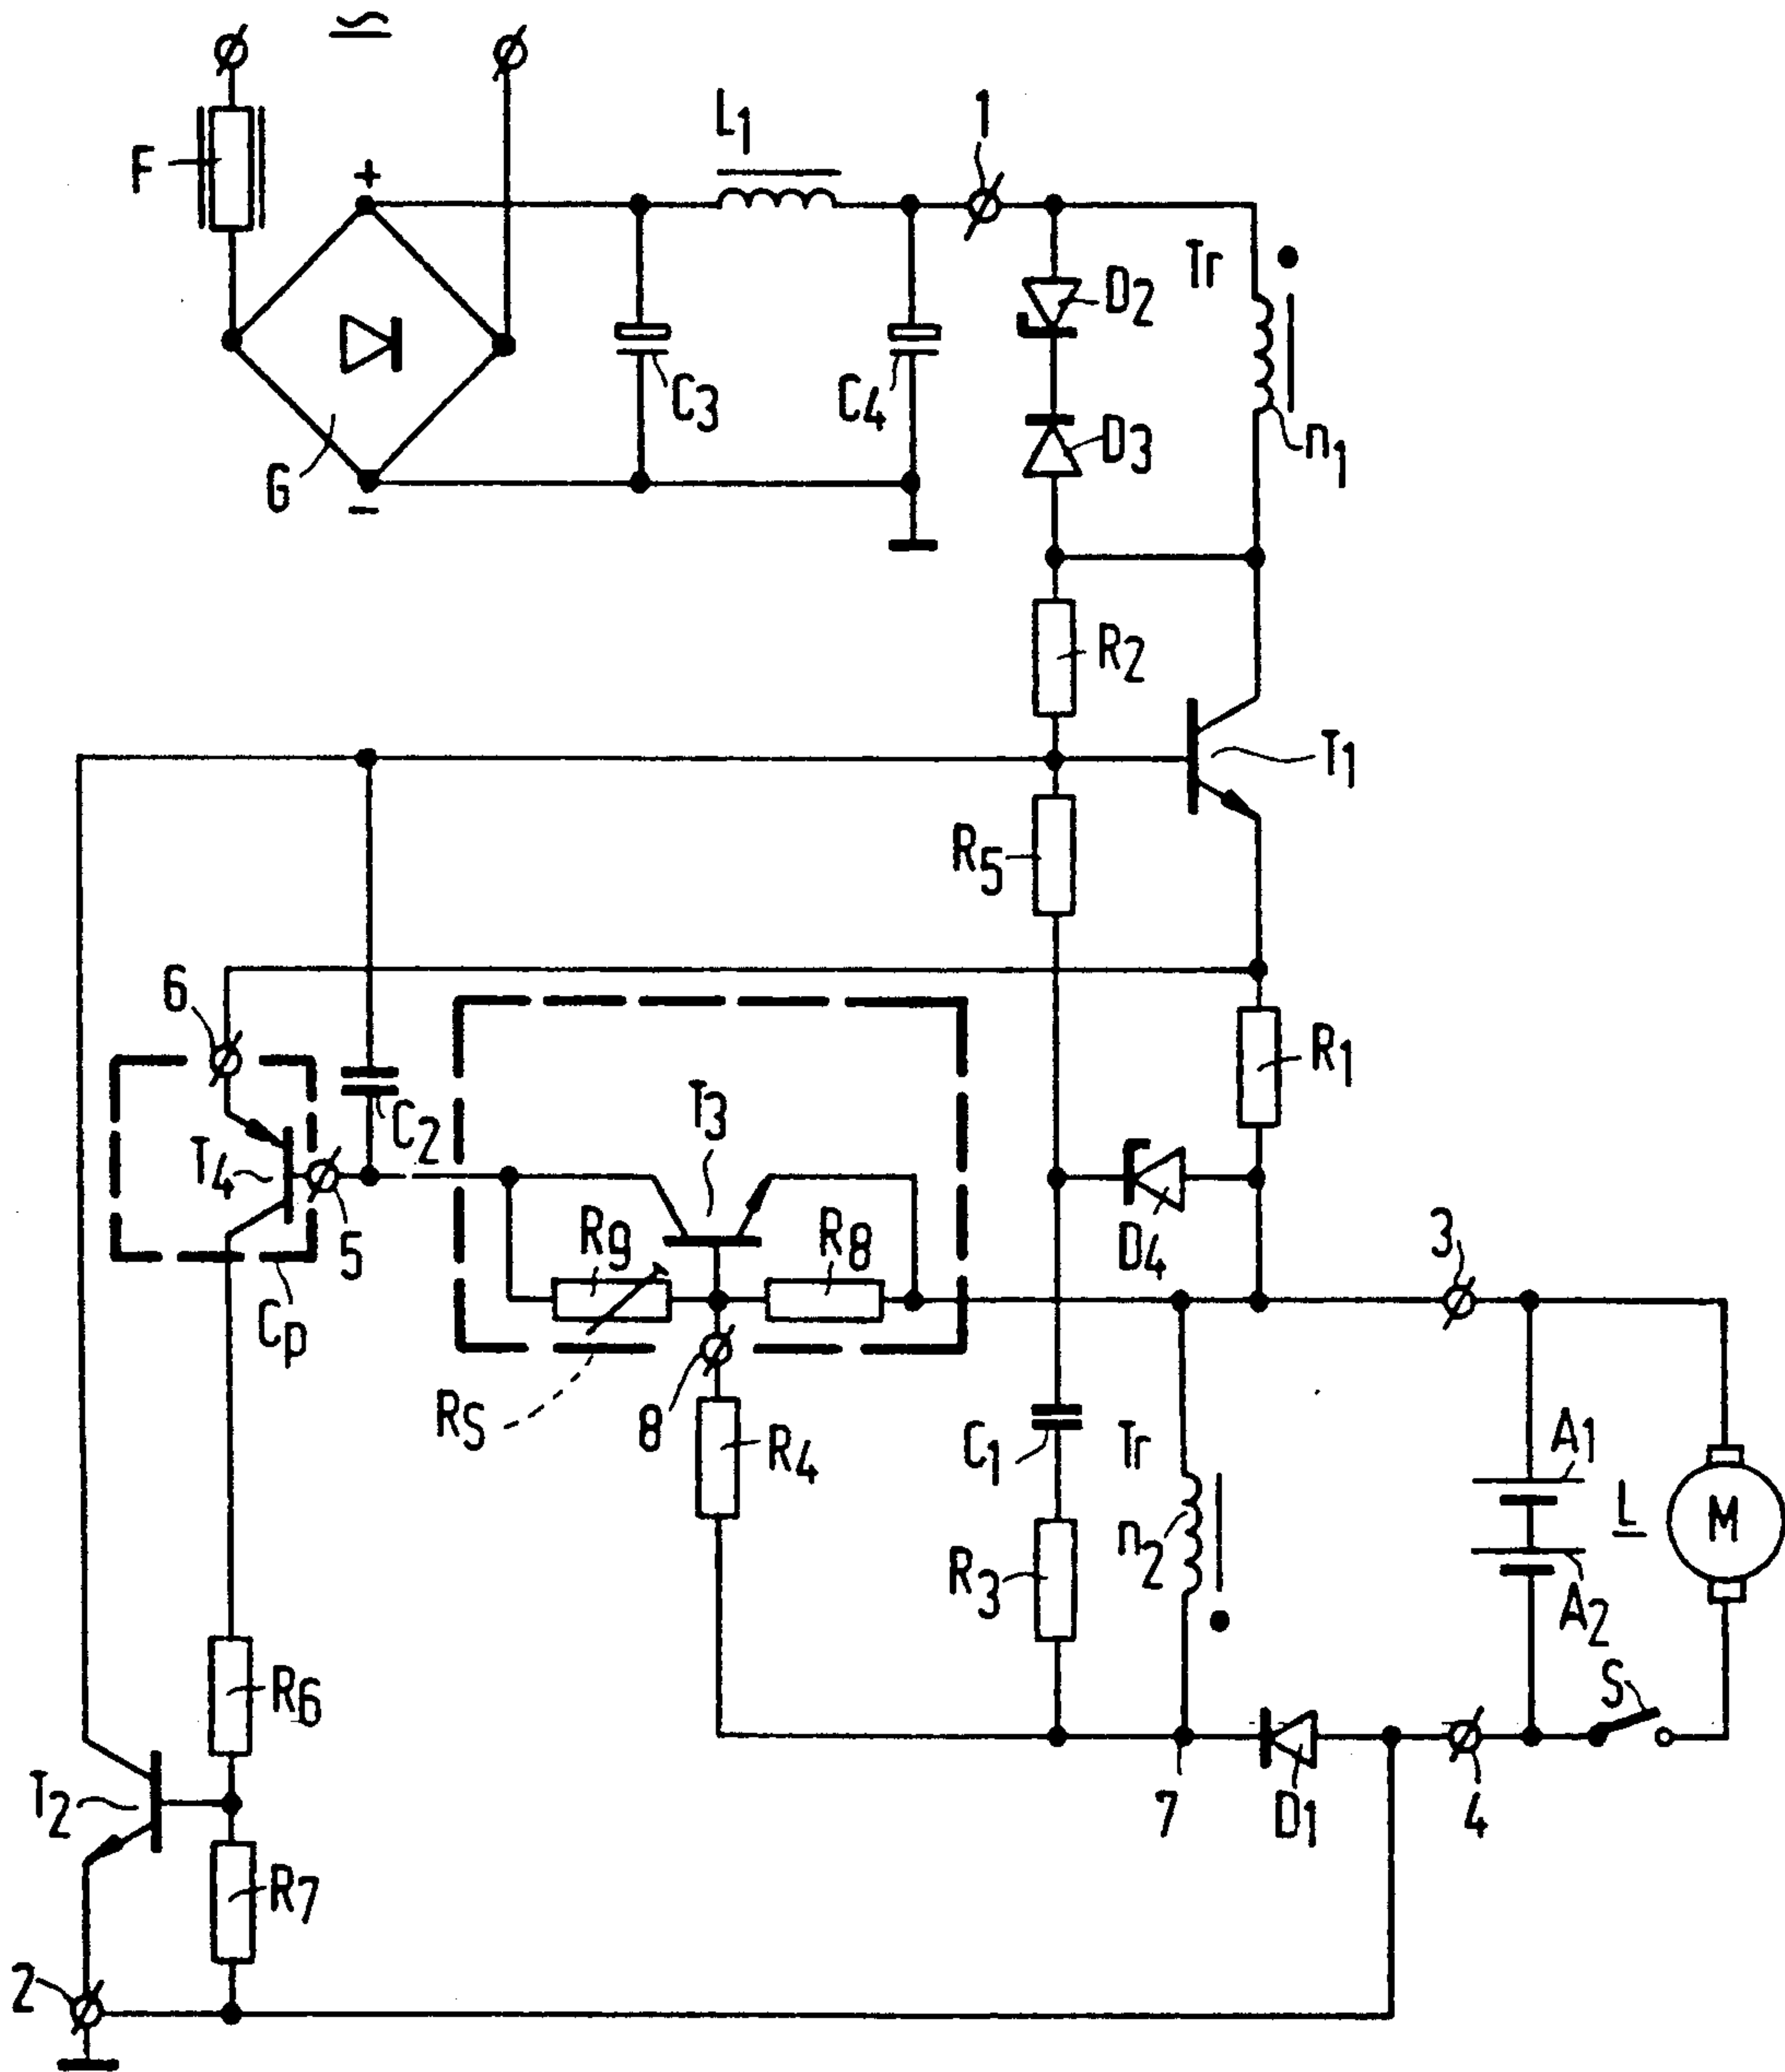 ≃
F
+
L1
1
Tr
D2
C3
C4
D3
n1
G
−
R2
T1
R5
6
R1
T3
C2
T4
R9
R8
D4
3
5
Cp
RS
8
R4
C1
Tr
A1
L
M
n2
R3
A2
R6
S
T2
7
D1
4
R7
2